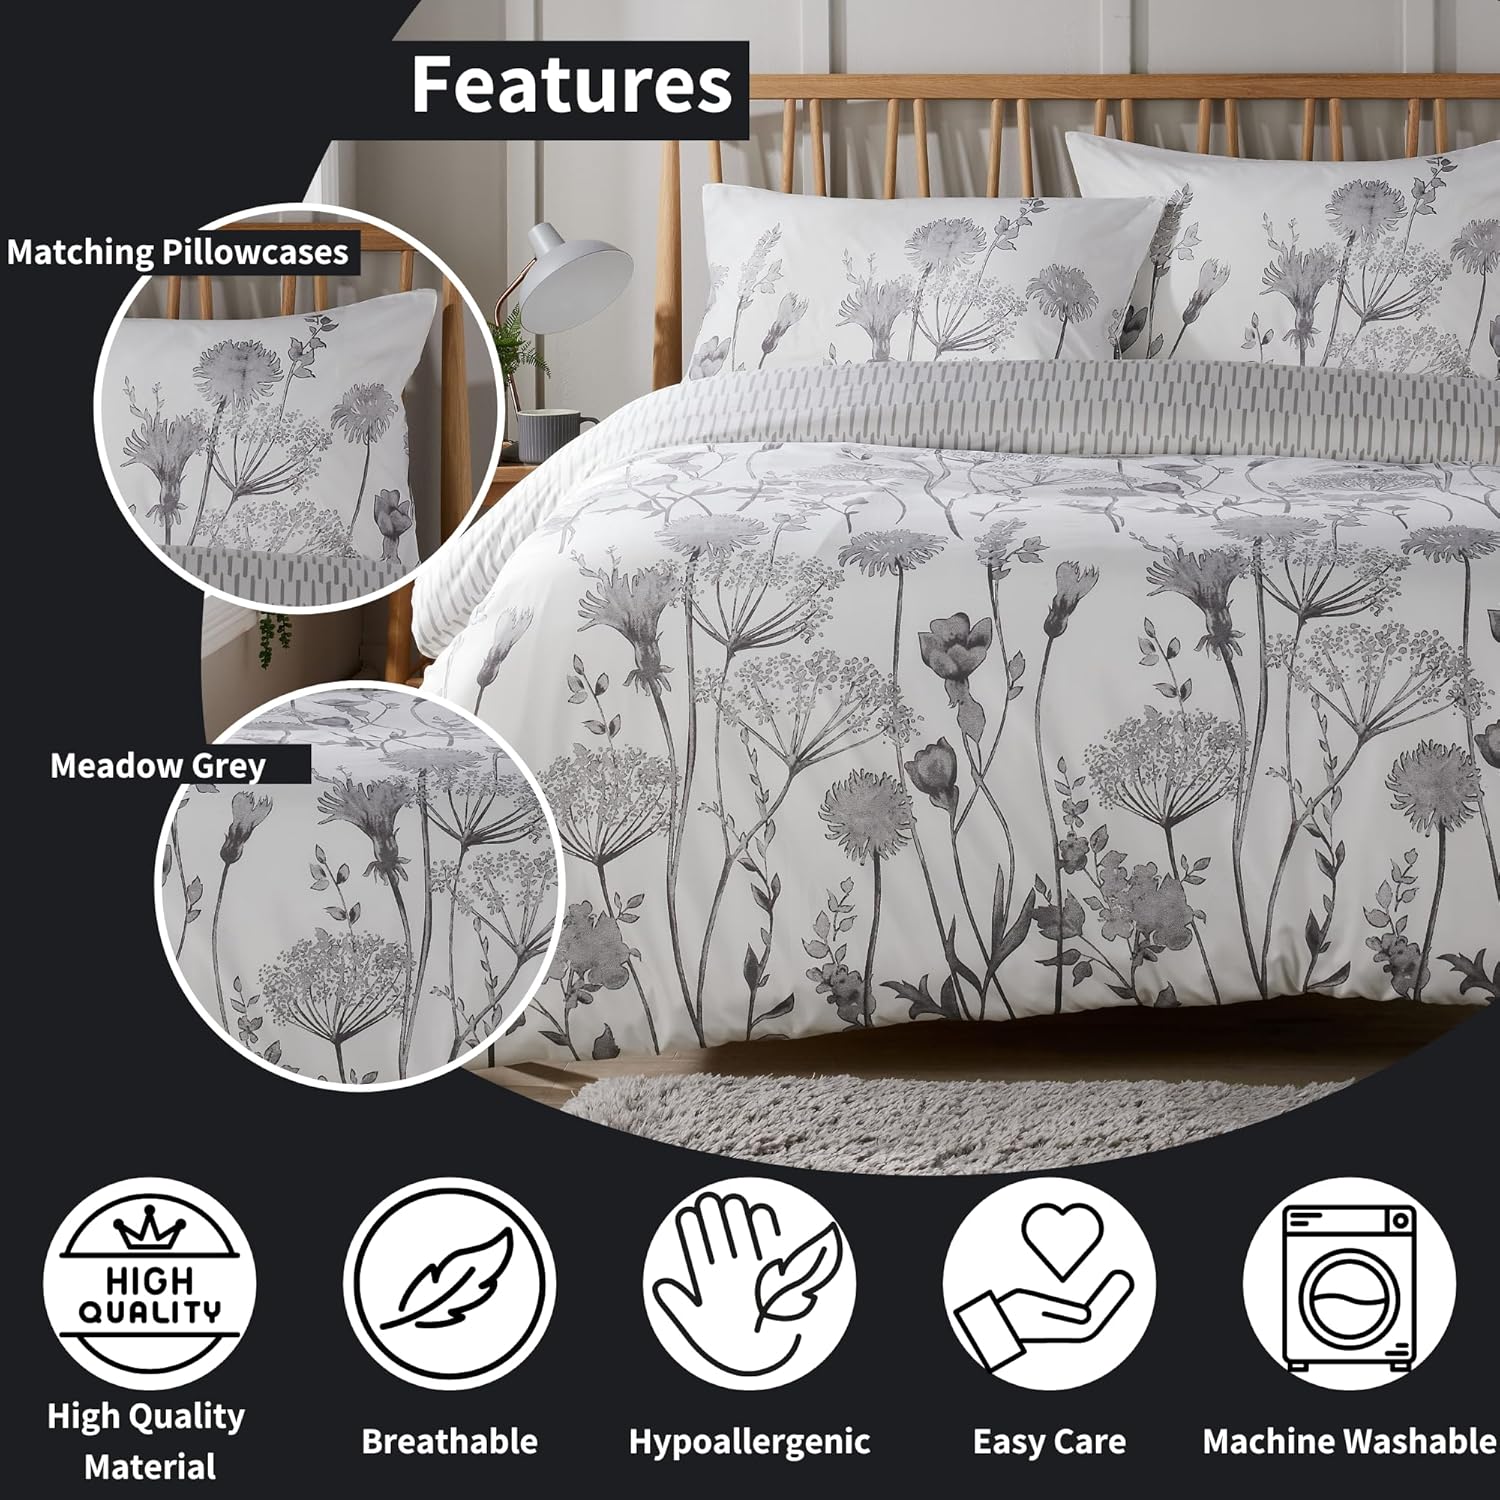 Features
Matching Pillowcases
Meadow Grey
HIGH
QUALITY
High Quality
Material
Breathable
Hypoallergenic
Easy Care
Machine Washable